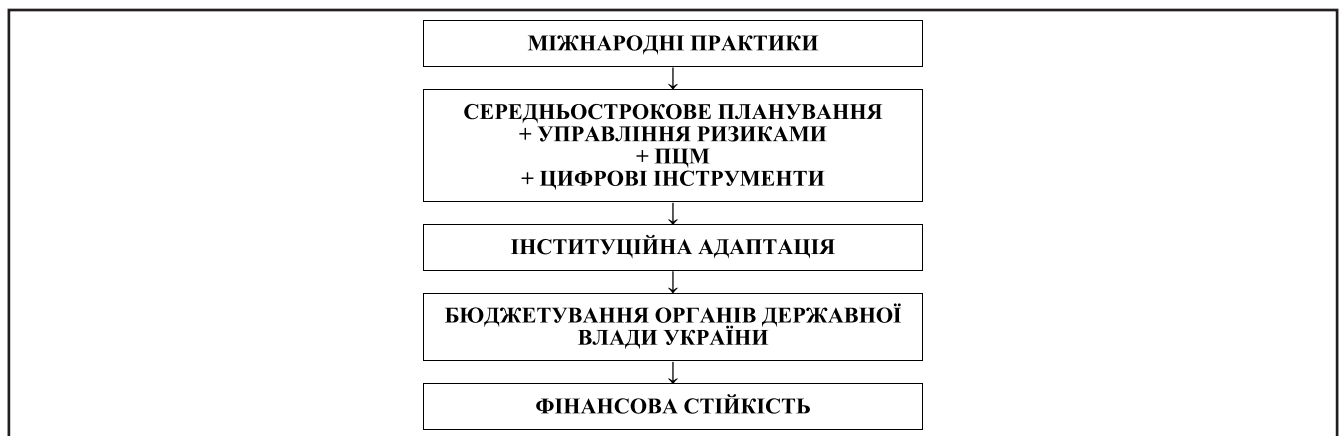 МІЖНАРОДНІ ПРАКТИКИ
СЕРЕДНЬОСТРОКОВЕ ПЛАНУВАННЯ
+ УПРАВЛІННЯ РИЗИКАМИ
+ ПЦМ
+ ЦИФРОВІ ІНСТРУМЕНТИ
ІНСТИТУЦІЙНА АДАПТАЦІЯ
БЮДЖЕТУВАННЯ ОРГАНІВ ДЕРЖАВНОЇ
ВЛАДИ УКРАЇНИ
ФІНАНСОВА СТІЙКІСТЬ